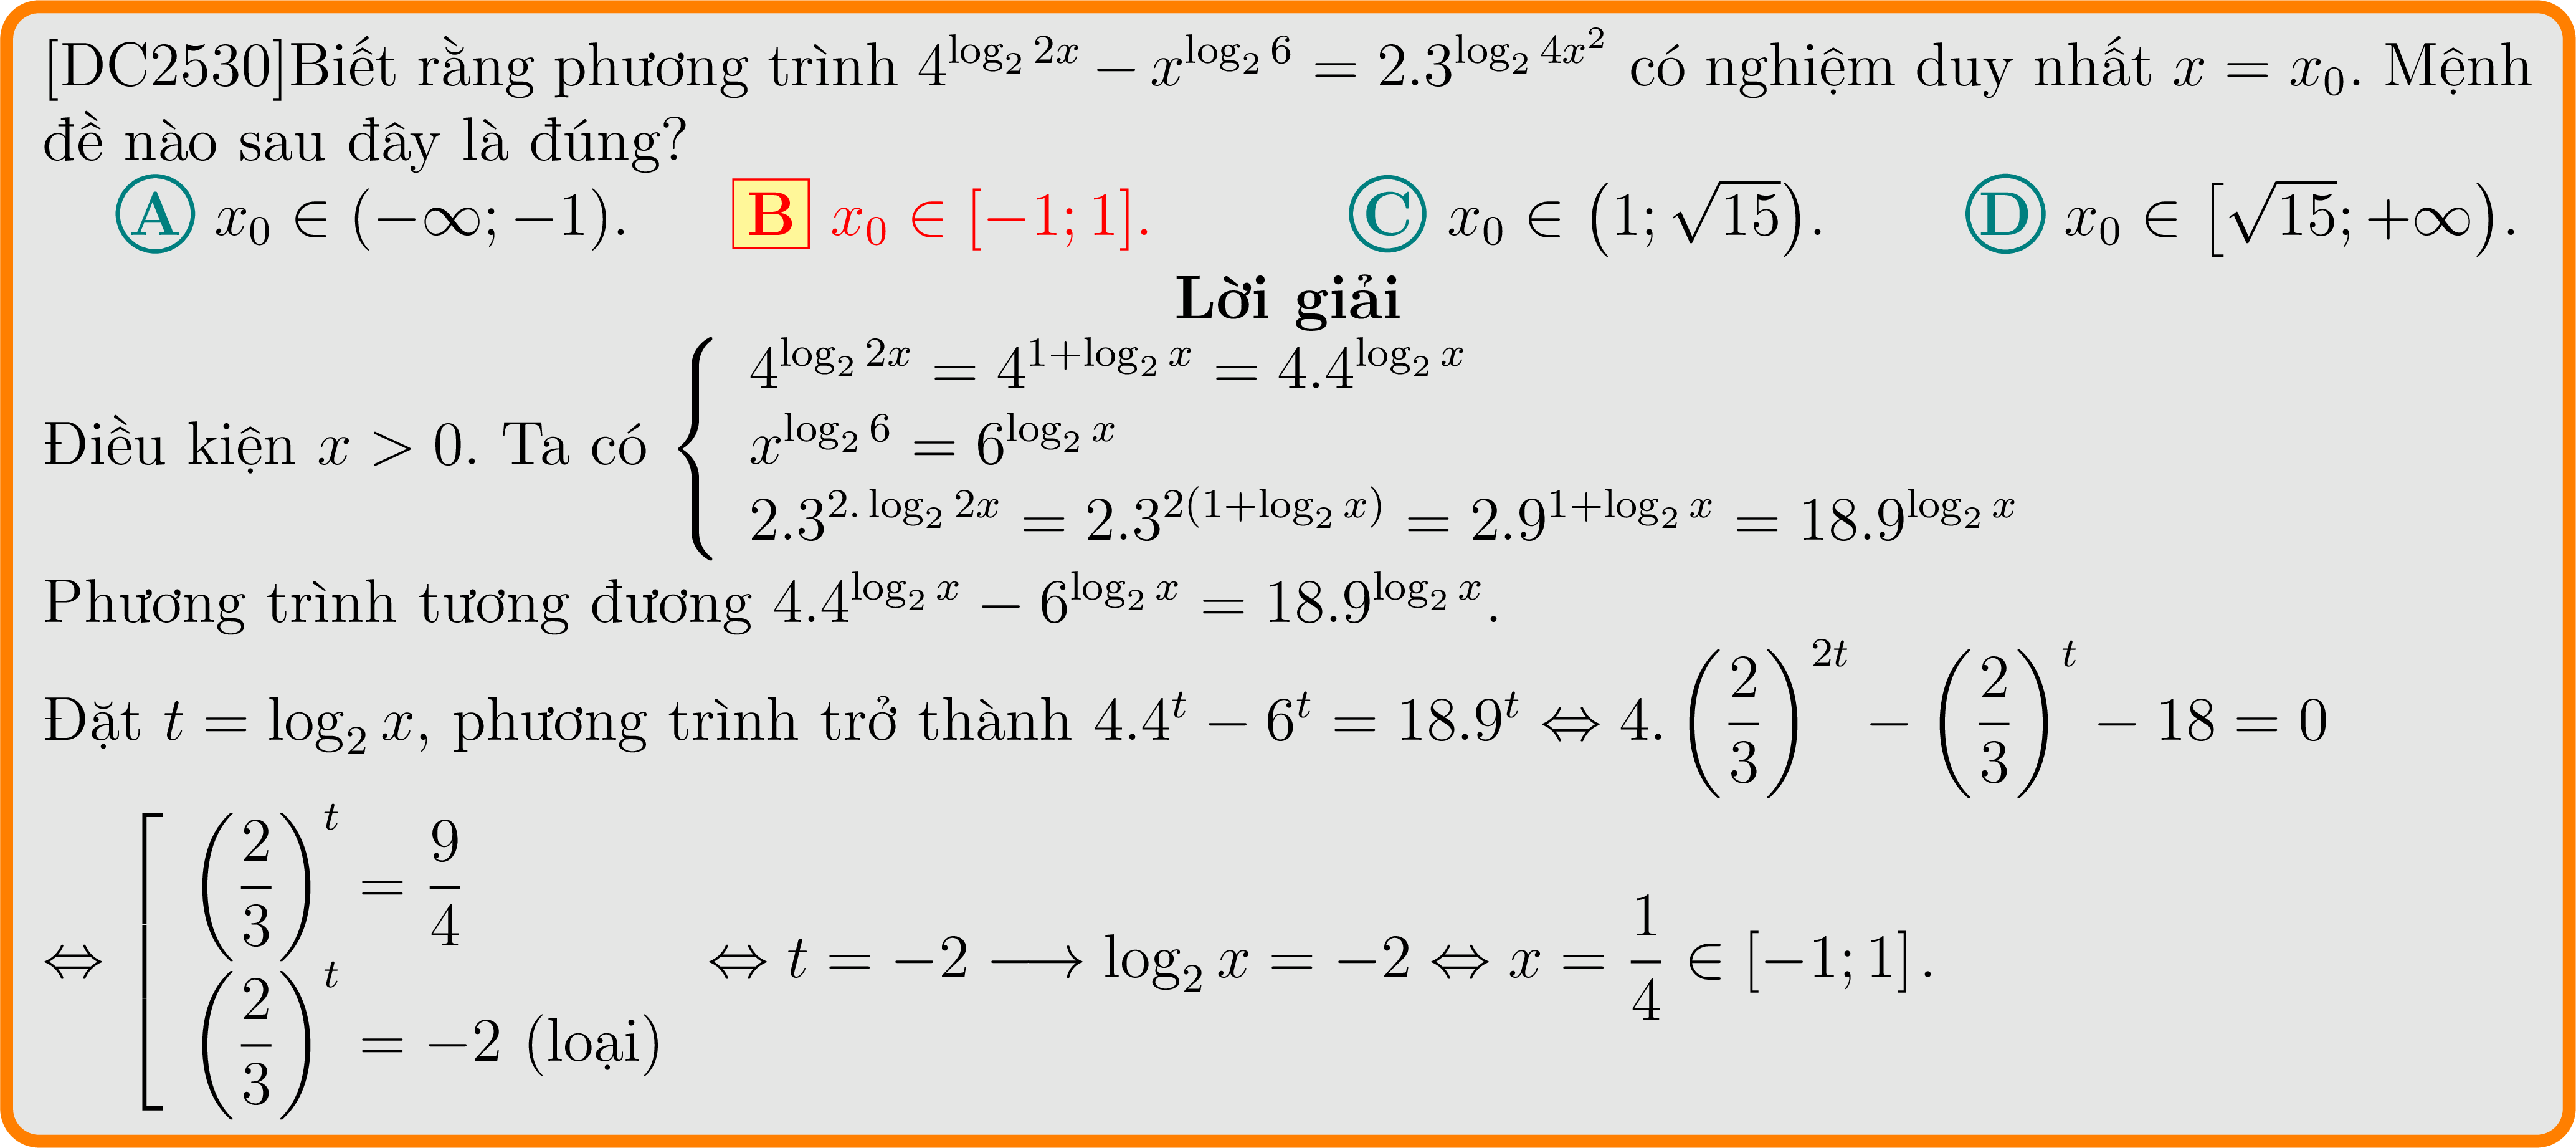 [DC2530]Biết rằng phương trình $4^{\log_2 2x} - x^{\log_2 6} = 2.3^{\log_2 4x^2}$ có nghiệm duy nhất $x = x_0$. Mệnh
đề nào sau đây là đúng?
A $x_0 \in (-\infty; -1)$. B $x_0 \in [-1; 1]$. C $x_0 \in (1; \sqrt{15})$. D $x_0 \in [\sqrt{15}; +\infty)$.
Lời giải
Điều kiện $x > 0$. Ta có $\begin{cases} 4^{\log_2 2x} = 4^{1+\log_2 x} = 4.4^{\log_2 x} \\ x^{\log_2 6} = 6^{\log_2 x} \\ 2.3^{2.\log_2 2x} = 2.3^{2(1+\log_2 x)} = 2.9^{1+\log_2 x} = 18.9^{\log_2 x} \end{cases}$
Phương trình tương đương $4.4^{\log_2 x} - 6^{\log_2 x} = 18.9^{\log_2 x}$.
Đặt $t = \log_2 x$, phương trình trở thành $4.4^t - 6^t = 18.9^t \Leftrightarrow 4.\left(\frac{2}{3}\right)^{2t} - \left(\frac{2}{3}\right)^t - 18 = 0$
$\Leftrightarrow \left[ \begin{array}{l} \left(\frac{2}{3}\right)^t = \frac{9}{4} \\ \left(\frac{2}{3}\right)^t = -2 \text{ (loại)} \end{array} \right. \Leftrightarrow t = -2 \longrightarrow \log_2 x = -2 \Leftrightarrow x = \frac{1}{4} \in [-1; 1]$.